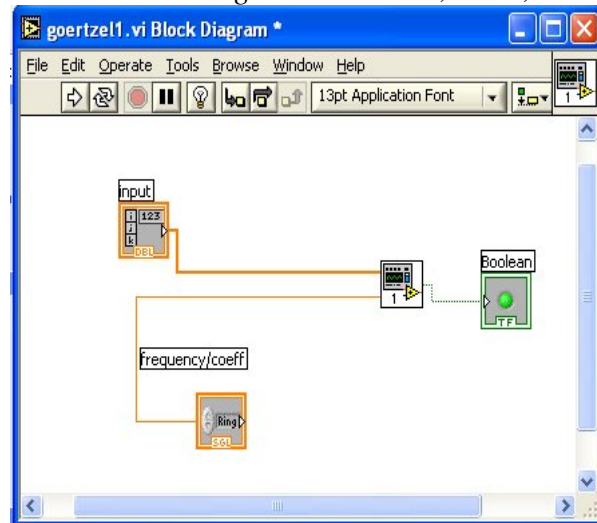 goertzel1.vi Block Diagram *
File Edit Operate Tools Browse Window Help
13pt Application Font
1
input
i 123
j
k
DBL
1
Boolean
TF
frequency/coeff
Ring
SGL